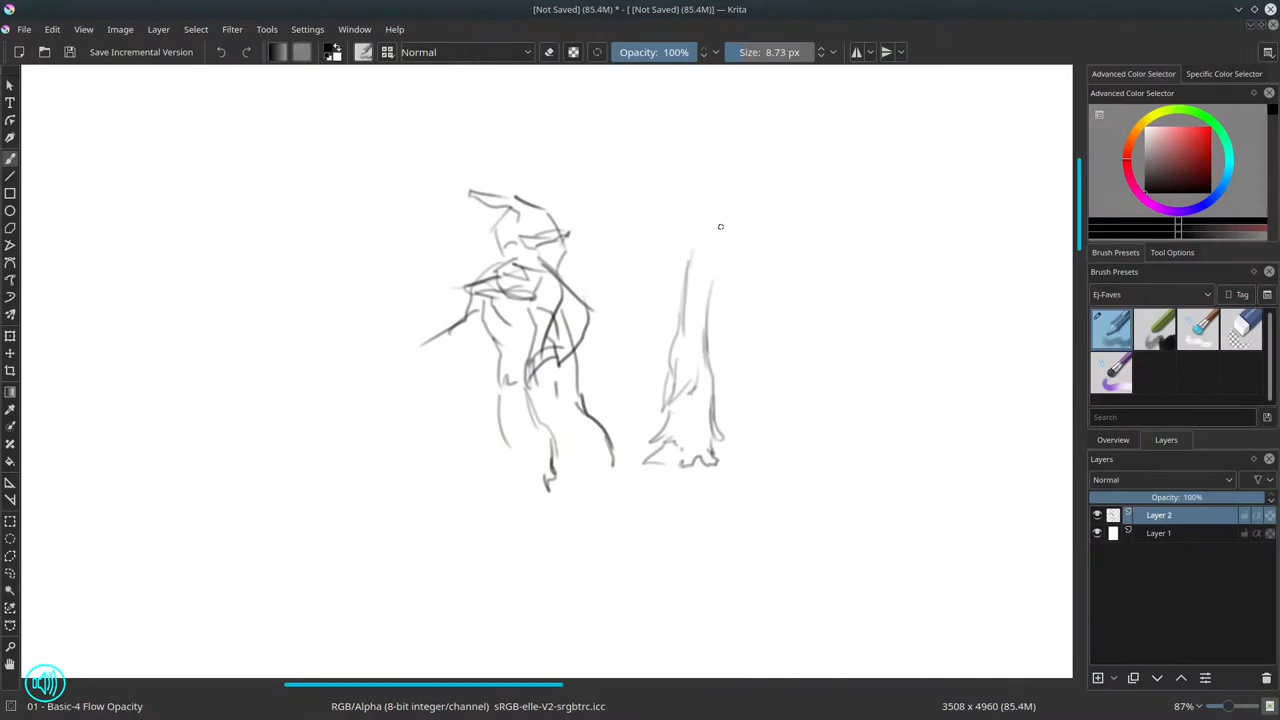 [Not Saved] (85.4M) * - [ [Not Saved] (85.4M)] — Krita
File Edit View Image Layer Select Filter Tools Settings Window Help
Save Incremental Version Normal Opacity: 100% Size: 8.73 px
Advanced Color Selector Specific Color Selector
Advanced Color Selector
Brush Presets Tool Options
Brush Presets
Ej-Faves Tag
Search
Overview Layers
Layers
Normal
Opacity: 100%
Layer 2
Layer 1
01 - Basic-4 Flow Opacity RGB/Alpha (8-bit integer/channel) sRGB-elle-V2-srgbtrc.icc 3508 x 4960 (85.4M) 87%